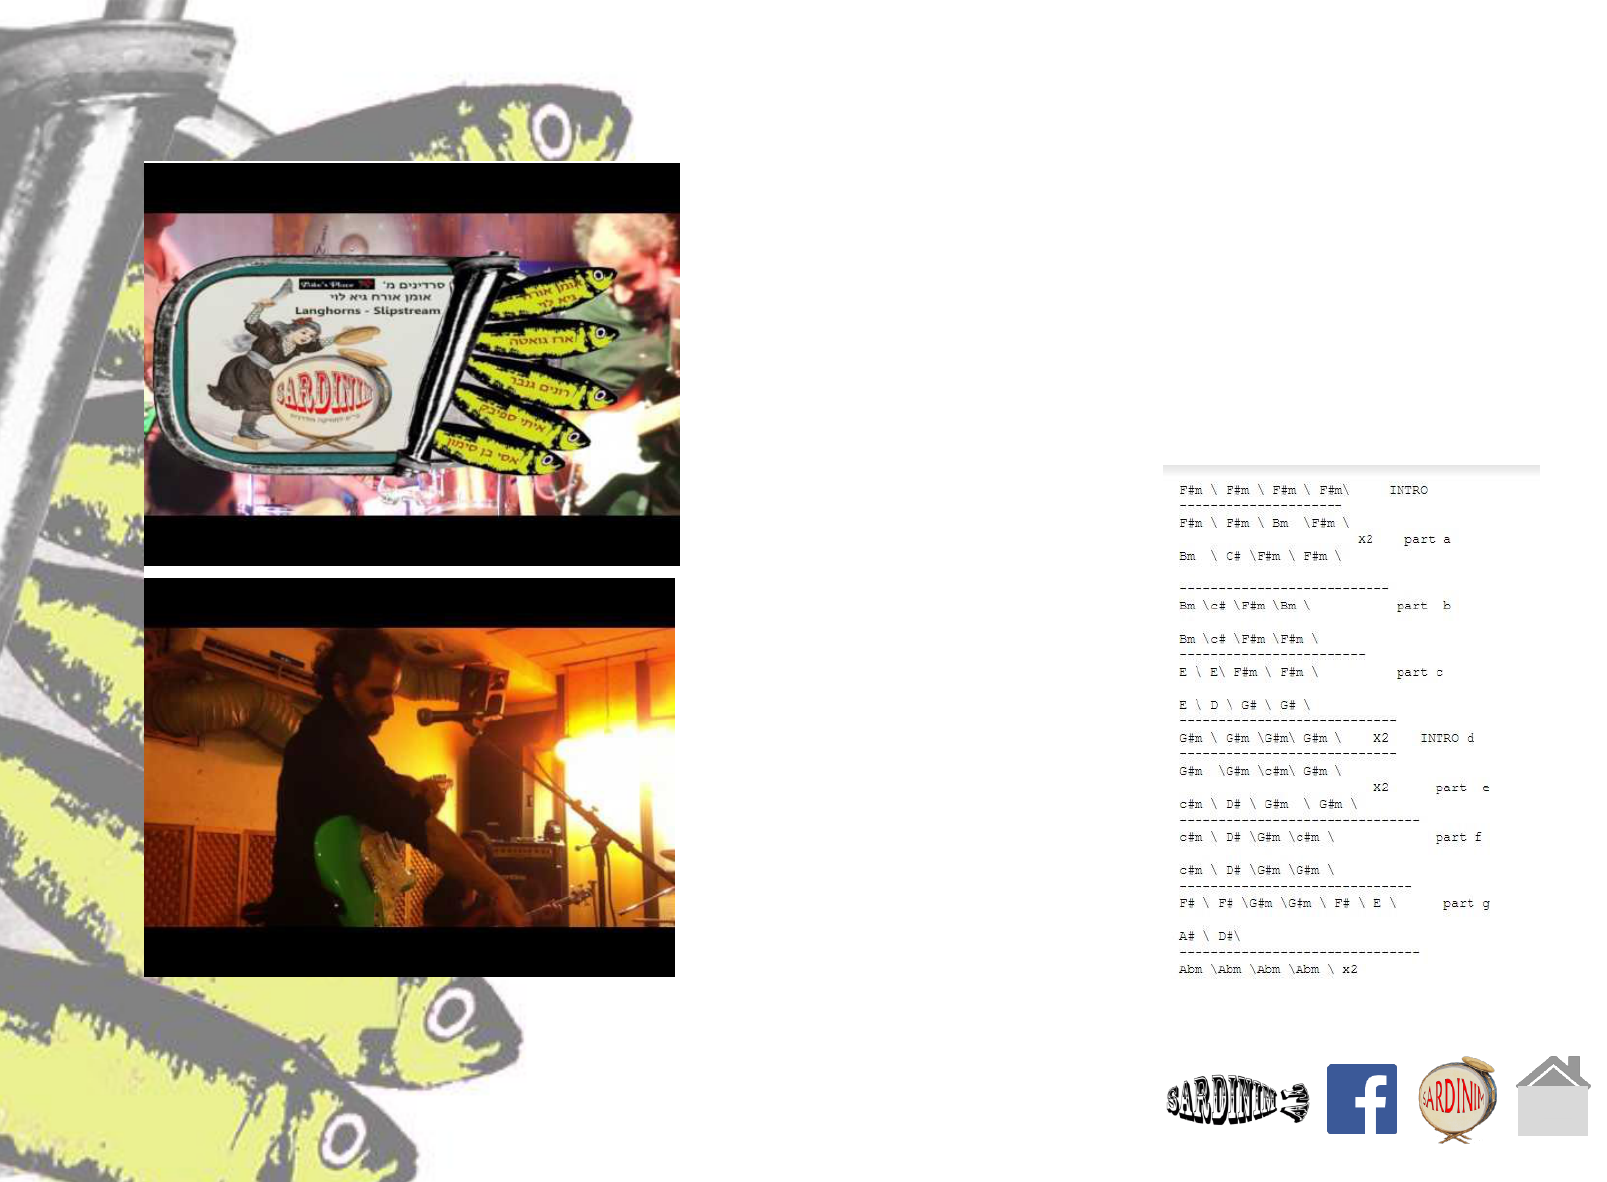 Mike's Place סרדינים מ'
אומן אורח גיא לוי
Langhorns - Slipstream
SARDINIM
אומן אורח
גיא לוי
ארז גואטה
רונים גנבר
איתי ספיבק
אסי בן סימון
F#m \ F#m \ F#m \ F#m\ INTRO
---------------------
F#m \ F#m \ Bm \F#m \
X2 part a
Bm \ C# \F#m \ F#m \
---------------------------
Bm \c# \F#m \Bm \ part b
Bm \c# \F#m \F#m \
------------------------
E \ E\ F#m \ F#m \ part c
E \ D \ G# \ G# \
----------------------------
G#m \ G#m \G#m\ G#m \ X2 INTRO d
----------------------------
G#m \G#m \c#m\ G#m \
X2 part e
c#m \ D# \ G#m \ G#m \
-------------------------------
c#m \ D# \G#m \c#m \ part f
c#m \ D# \G#m \G#m \
------------------------------
F# \ F# \G#m \G#m \ F# \ E \ part g
A# \ D#\
-------------------------------
Abm \Abm \Abm \Abm \ x2
SARDINIM
f
SARDINIM